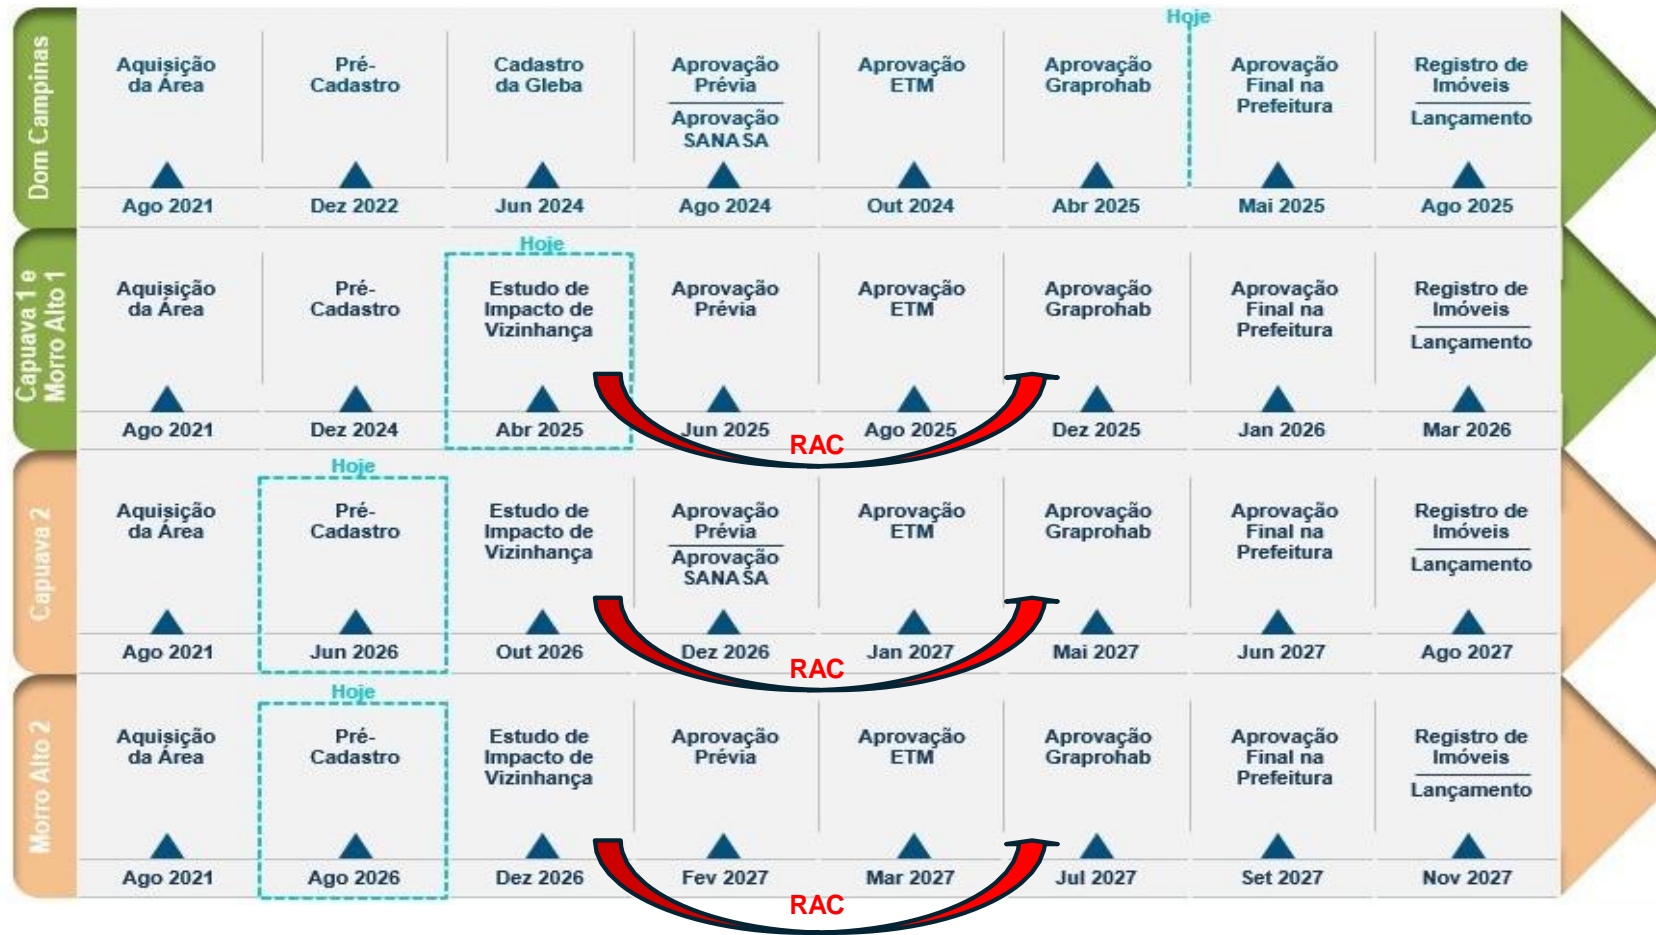 Hoje
Dom Campinas
Aquisição
da Área
Pré-
Cadastro
Cadastro
da Gleba
Aprovação
Prévia
Aprovação
SANASA
Aprovação
ETM
Aprovação
Graprohab
Aprovação
Final na
Prefeitura
Registro de
Imóveis
Lançamento
Ago 2021
Dez 2022
Jun 2024
Ago 2024
Out 2024
Abr 2025
Mai 2025
Ago 2025
Hoje
Capuava 1 e
Morro Alto 1
Aquisição
da Área
Pré-
Cadastro
Estudo de
Impacto de
Vizinhança
Aprovação
Prévia
Aprovação
ETM
Aprovação
Graprohab
Aprovação
Final na
Prefeitura
Registro de
Imóveis
Lançamento
Ago 2021
Dez 2024
Abr 2025
Jun 2025
Ago 2025
Dez 2025
Jan 2026
Mar 2026
RAC
Hoje
Capuava 2
Aquisição
da Área
Pré-
Cadastro
Estudo de
Impacto de
Vizinhança
Aprovação
Prévia
Aprovação
SANASA
Aprovação
ETM
Aprovação
Graprohab
Aprovação
Final na
Prefeitura
Registro de
Imóveis
Lançamento
Ago 2021
Jun 2026
Out 2026
Dez 2026
Jan 2027
Mai 2027
Jun 2027
Ago 2027
RAC
Hoje
Morro Alto 2
Aquisição
da Área
Pré-
Cadastro
Estudo de
Impacto de
Vizinhança
Aprovação
Prévia
Aprovação
ETM
Aprovação
Graprohab
Aprovação
Final na
Prefeitura
Registro de
Imóveis
Lançamento
Ago 2021
Ago 2026
Dez 2026
Fev 2027
Mar 2027
Jul 2027
Set 2027
Nov 2027
RAC